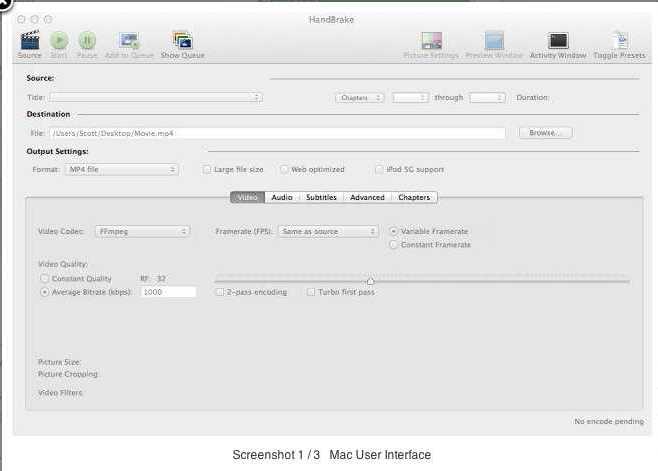 HandBrake
Source Start Pause Add to Queue Show Queue Picture Settings Preview Window Activity Window Toggle Presets
Source:
Title: Chapters through Duration:
Destination
File: /Users/Scott/Desktop/Movie.mp4 Browse...
Output Settings:
Format: MP4 file Large file size Web optimized iPod 5G support
Video Audio Subtitles Advanced Chapters
Video Codec: FFmpeg Framerate (FPS): Same as source Variable Framerate
Constant Framerate
Video Quality:
Constant Quality RF: 32
Average Bitrate (kbps): 1000 2-pass encoding Turbo first pass
Picture Size:
Picture Cropping:
Video Filters:
No encode pending
Screenshot 1 / 3 Mac User Interface